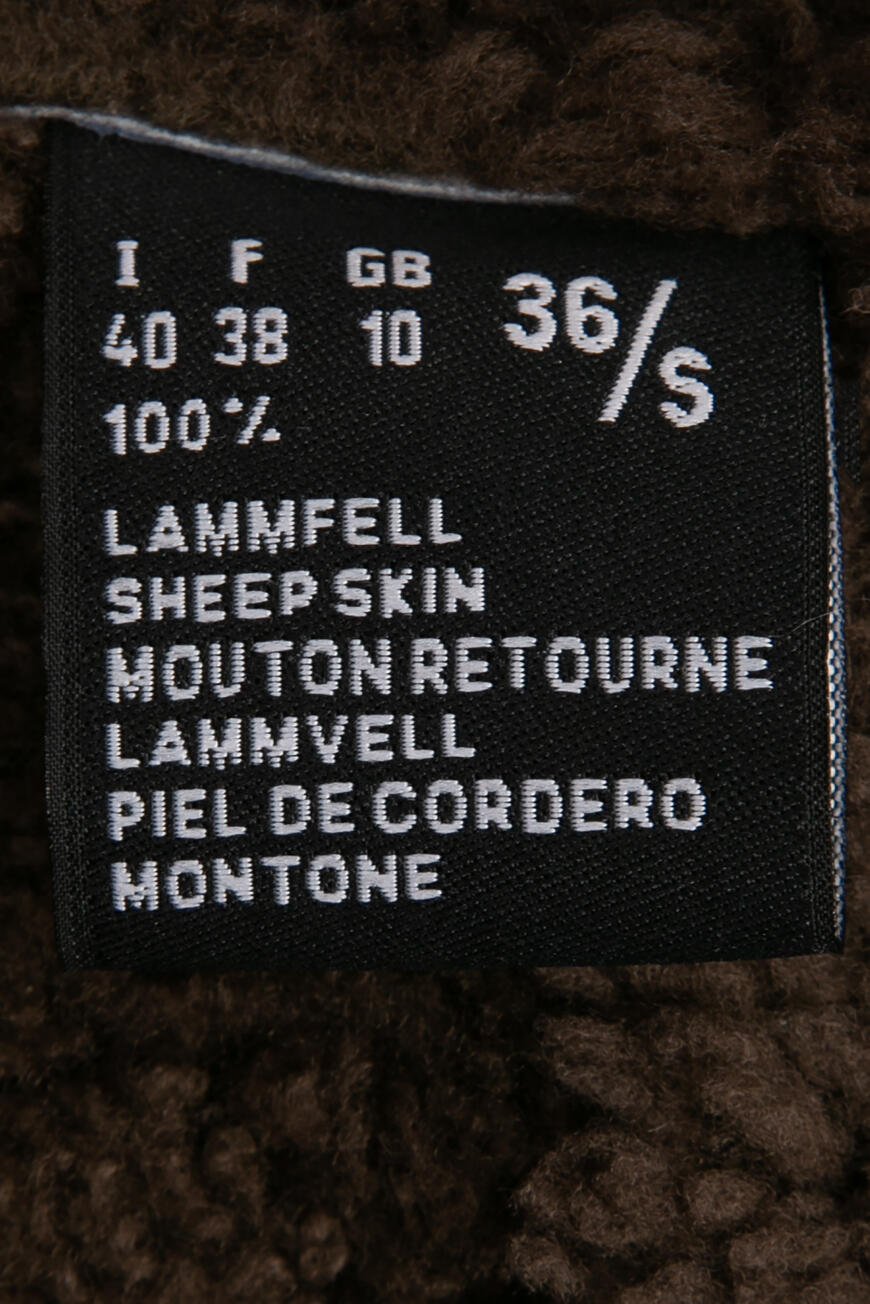 I F GB 36/S
40 38 10
100%
LAMMFELL
SHEEP SKIN
MOUTON RETOURNE
LAMMVELL
PIEL DE CORDERO
MONTONE